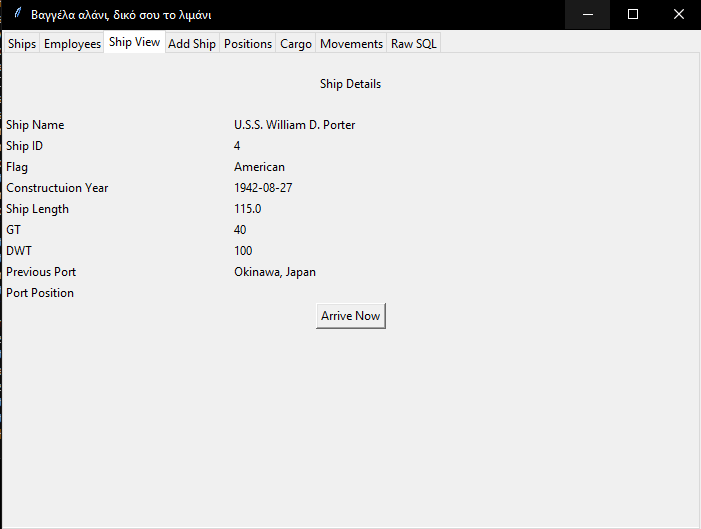 Βαγγέλα αλάνι, δικό σου το λιμάνι
Ships Employees Ship View Add Ship Positions Cargo Movements Raw SQL
Ship Details
Ship Name U.S.S. William D. Porter
Ship ID 4
Flag American
Constructuion Year 1942-08-27
Ship Length 115.0
GT 40
DWT 100
Previous Port Okinawa, Japan
Port Position
Arrive Now